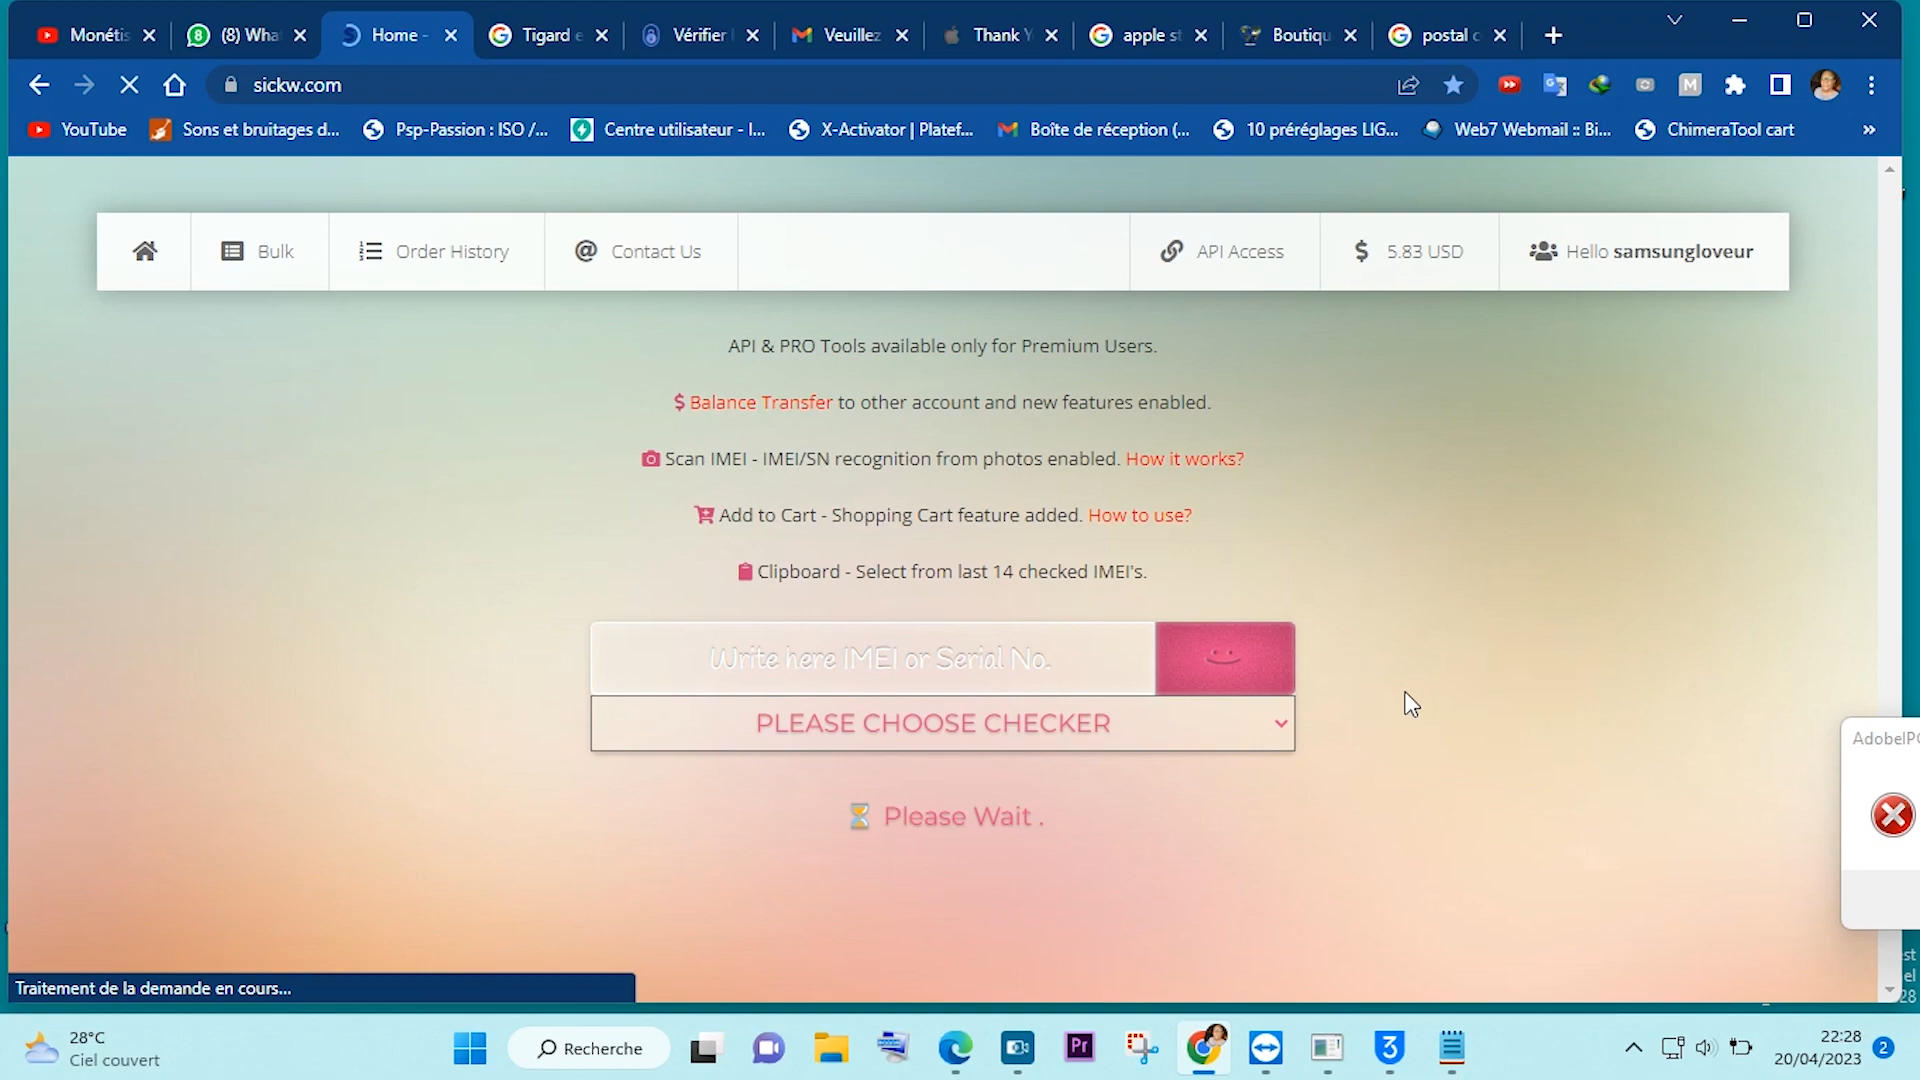 Monétis
(8) Wha
Home -
Tigard e
Vérifier
Veuillez
Thank Y
apple st
Boutiqu
postal c
sickw.com
YouTube
Sons et bruitages d...
Psp-Passion : ISO /...
Centre utilisateur - I...
X-Activator | Platef...
Boîte de réception (...
10 préréglages LIG...
Web7 Webmail :: Bi...
ChimeraTool cart
Bulk
Order History
Contact Us
API Access
5.83 USD
Hello samsungloveur
API & PRO Tools available only for Premium Users.
$ Balance Transfer to other account and new features enabled.
Scan IMEI - IMEI/SN recognition from photos enabled. How it works?
Add to Cart - Shopping Cart feature added. How to use?
Clipboard - Select from last 14 checked IMEI's.
Write here IMEI or Serial No.
PLEASE CHOOSE CHECKER
Please Wait .
Traitement de la demande en cours...
28°C
Ciel couvert
Recherche
Pr
22:28
20/04/2023
2